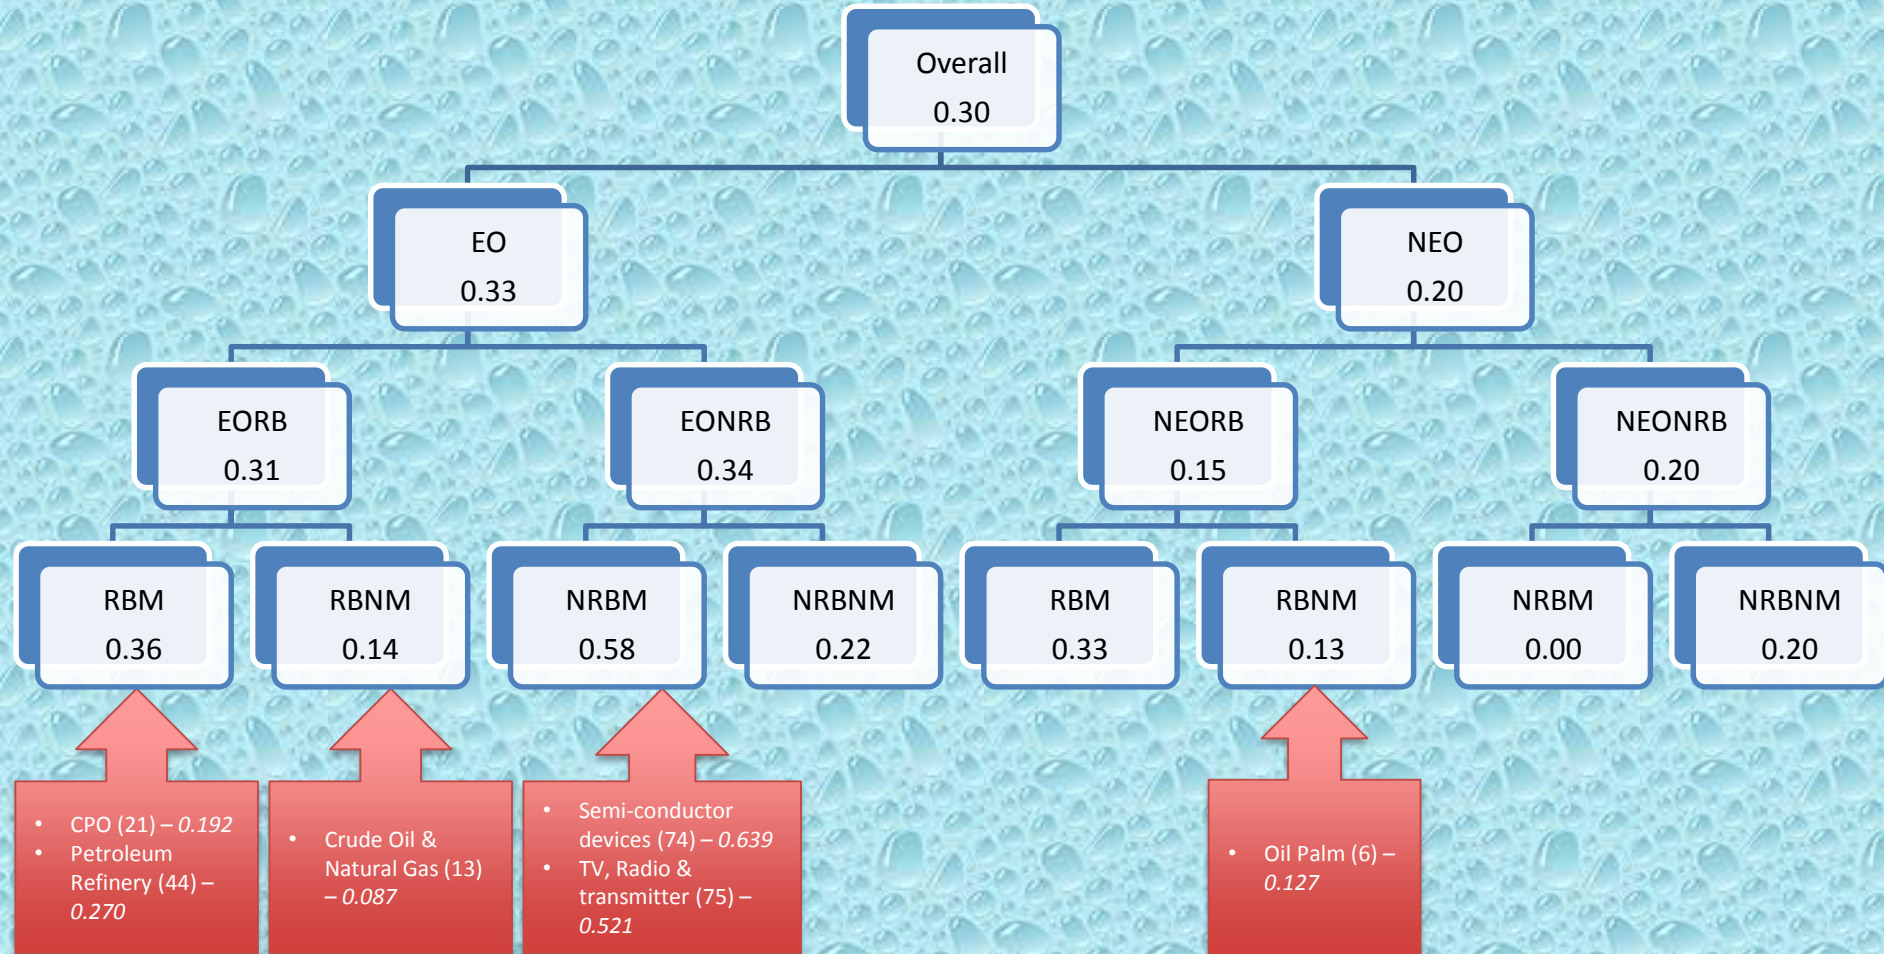 Overall
0.30
EO
0.33
NEO
0.20
EORB
0.31
EONRB
0.34
NEORB
0.15
NEONRB
0.20
RBM
0.36
RBNM
0.14
NRBM
0.58
NRBNM
0.22
RBM
0.33
RBNM
0.13
NRBM
0.00
NRBNM
0.20
• CPO (21) – 0.192
• Petroleum
Refinery (44) –
0.270
• Crude Oil &
Natural Gas (13)
– 0.087
• Semi-conductor
devices (74) – 0.639
• TV, Radio &
transmitter (75) –
0.521
• Oil Palm (6) –
0.127